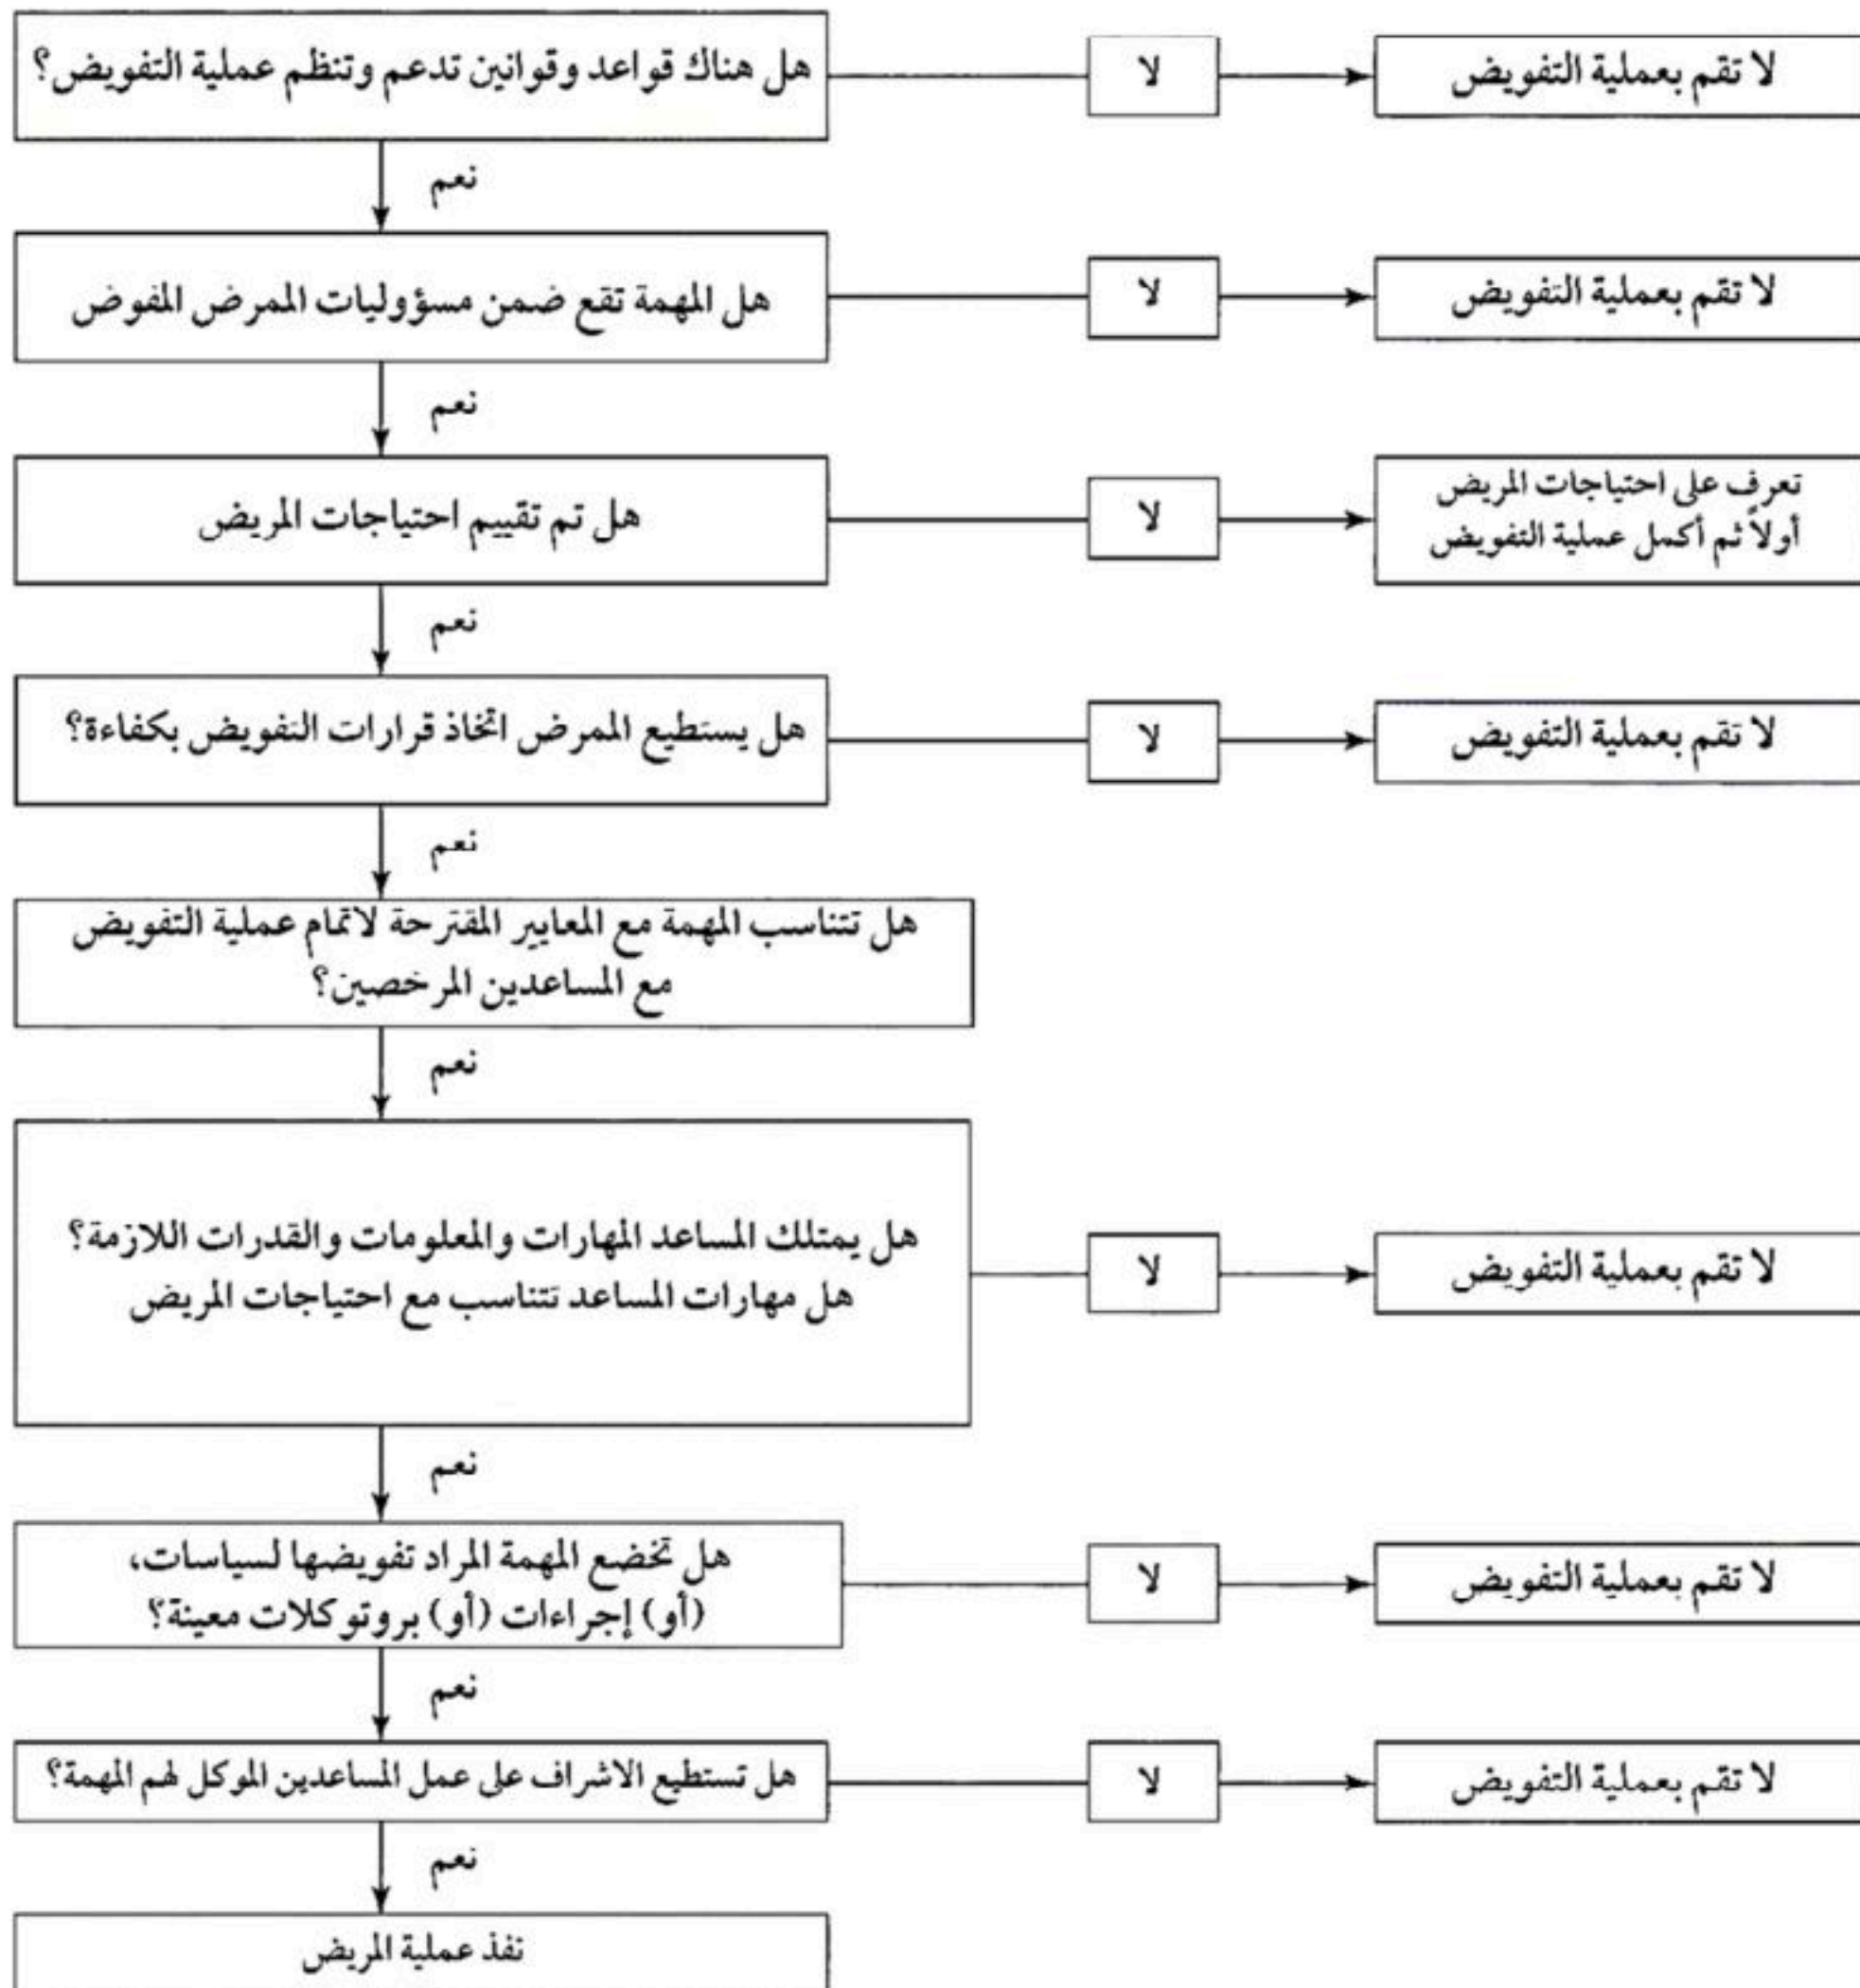 هل هناك قواعد وقوانين تدعم وتنظم عملية التفويض؟
لا
لا تقم بعملية التفويض
نعم
هل المهمة تقع ضمن مسؤوليات الممرض المفوض
لا
لا تقم بعملية التفويض
نعم
هل تم تقييم احتياجات المريض
لا
تعرف على احتياجات المريض
أولاً ثم أكمل عملية التفويض
نعم
هل يستطيع الممرض اتخاذ قرارات التفويض بكفاءة؟
لا
لا تقم بعملية التفويض
نعم
هل تتناسب المهمة مع المعايير المقترحة لاتمام عملية التفويض
مع المساعدين المرخصين؟
نعم
هل يمتلك المساعد المهارات والمعلومات والقدرات اللازمة؟
هل مهارات المساعد تتناسب مع احتياجات المريض
لا
لا تقم بعملية التفويض
نعم
هل تخضع المهمة المراد تفويضها لسياسات،
(أو) إجراءات (أو) بروتوكلات معينة؟
لا
لا تقم بعملية التفويض
نعم
هل تستطيع الاشراف على عمل المساعدين الموكل لهم المهمة؟
لا
لا تقم بعملية التفويض
نعم
نفذ عملية المريض